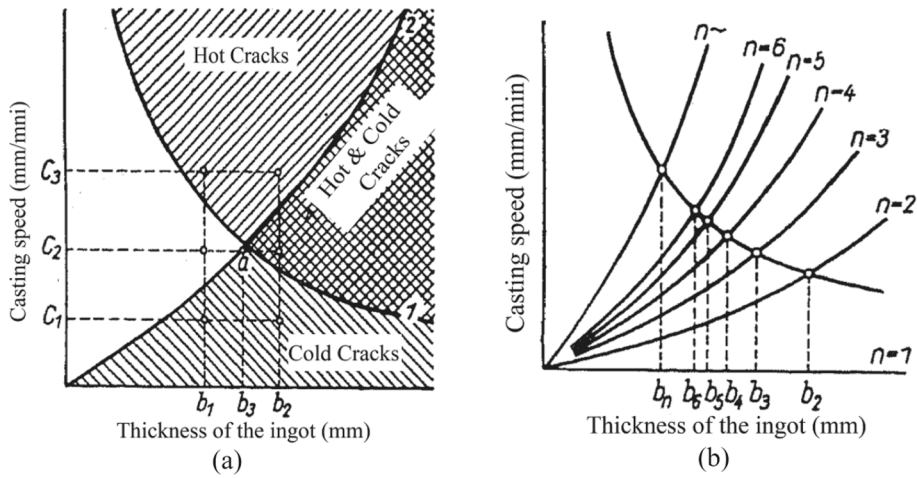 Casting speed (mm/mni)
Hot Cracks
2
Hot & Cold
Cracks
C3
C2
a
C1
1
Cold Cracks
b1 b3 b2
Thickness of the ingot (mm)
(a)
Casting speed (mm/min)
n~
n=6
n=5
n=4
n=3
n=2
n=1
bn b6 b5 b4 b3 b2
Thickness of the ingot (mm)
(b)